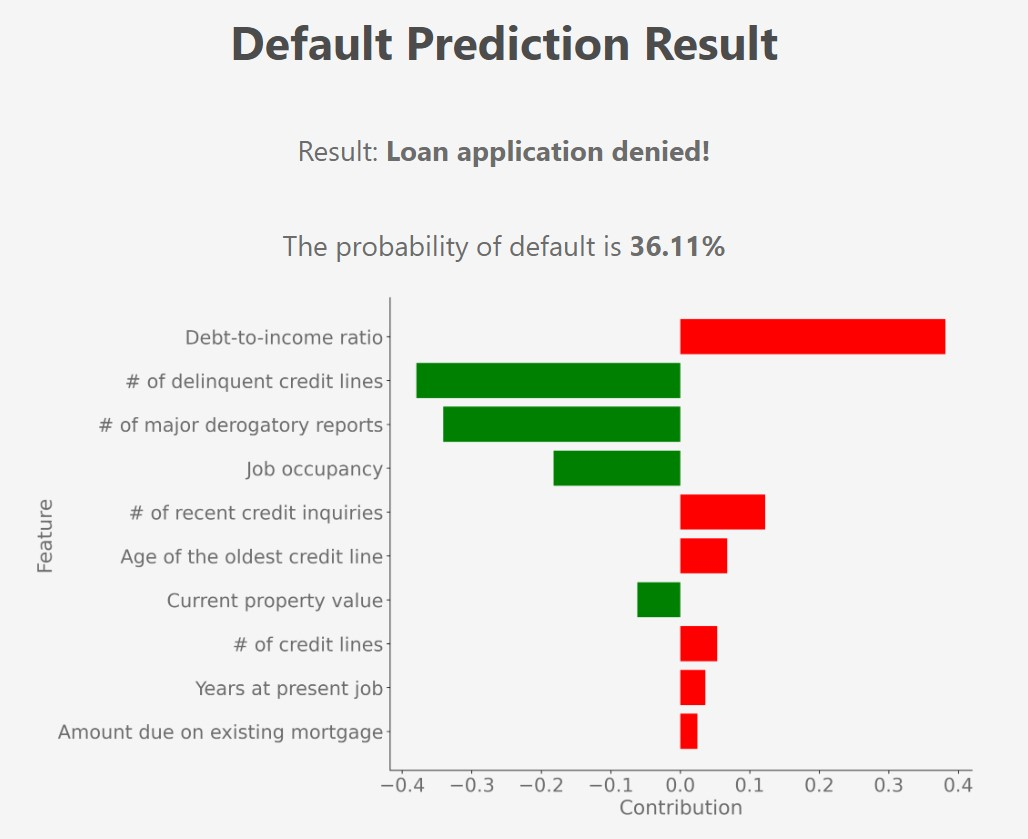 Default Prediction Result
Result: Loan application denied!
The probability of default is 36.11%
Debt-to-income ratio
# of delinquent credit lines
# of major derogatory reports
Job occupancy
# of recent credit inquiries
Age of the oldest credit line
Current property value
# of credit lines
Years at present job
Amount due on existing mortgage
Feature
−0.4 −0.3 −0.2 −0.1 0.0 0.1 0.2 0.3 0.4
Contribution